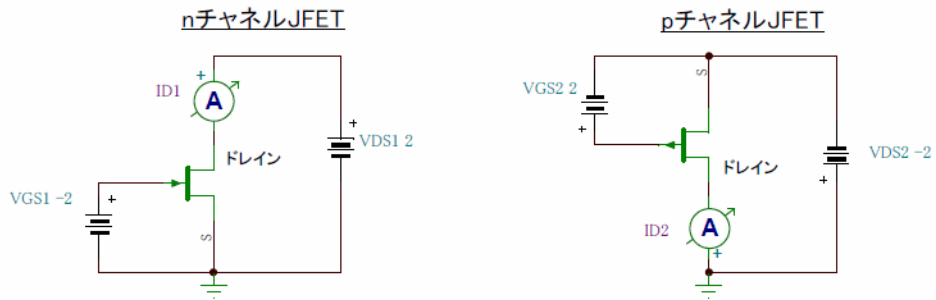 nチャネルJFET
+
ID1
A
+
VDS1 2
ドレイン
+
VGS1 -2
S
pチャネルJFET
S
VGS2 2
+
ドレイン
VDS2 -2
+
ID2
A
+